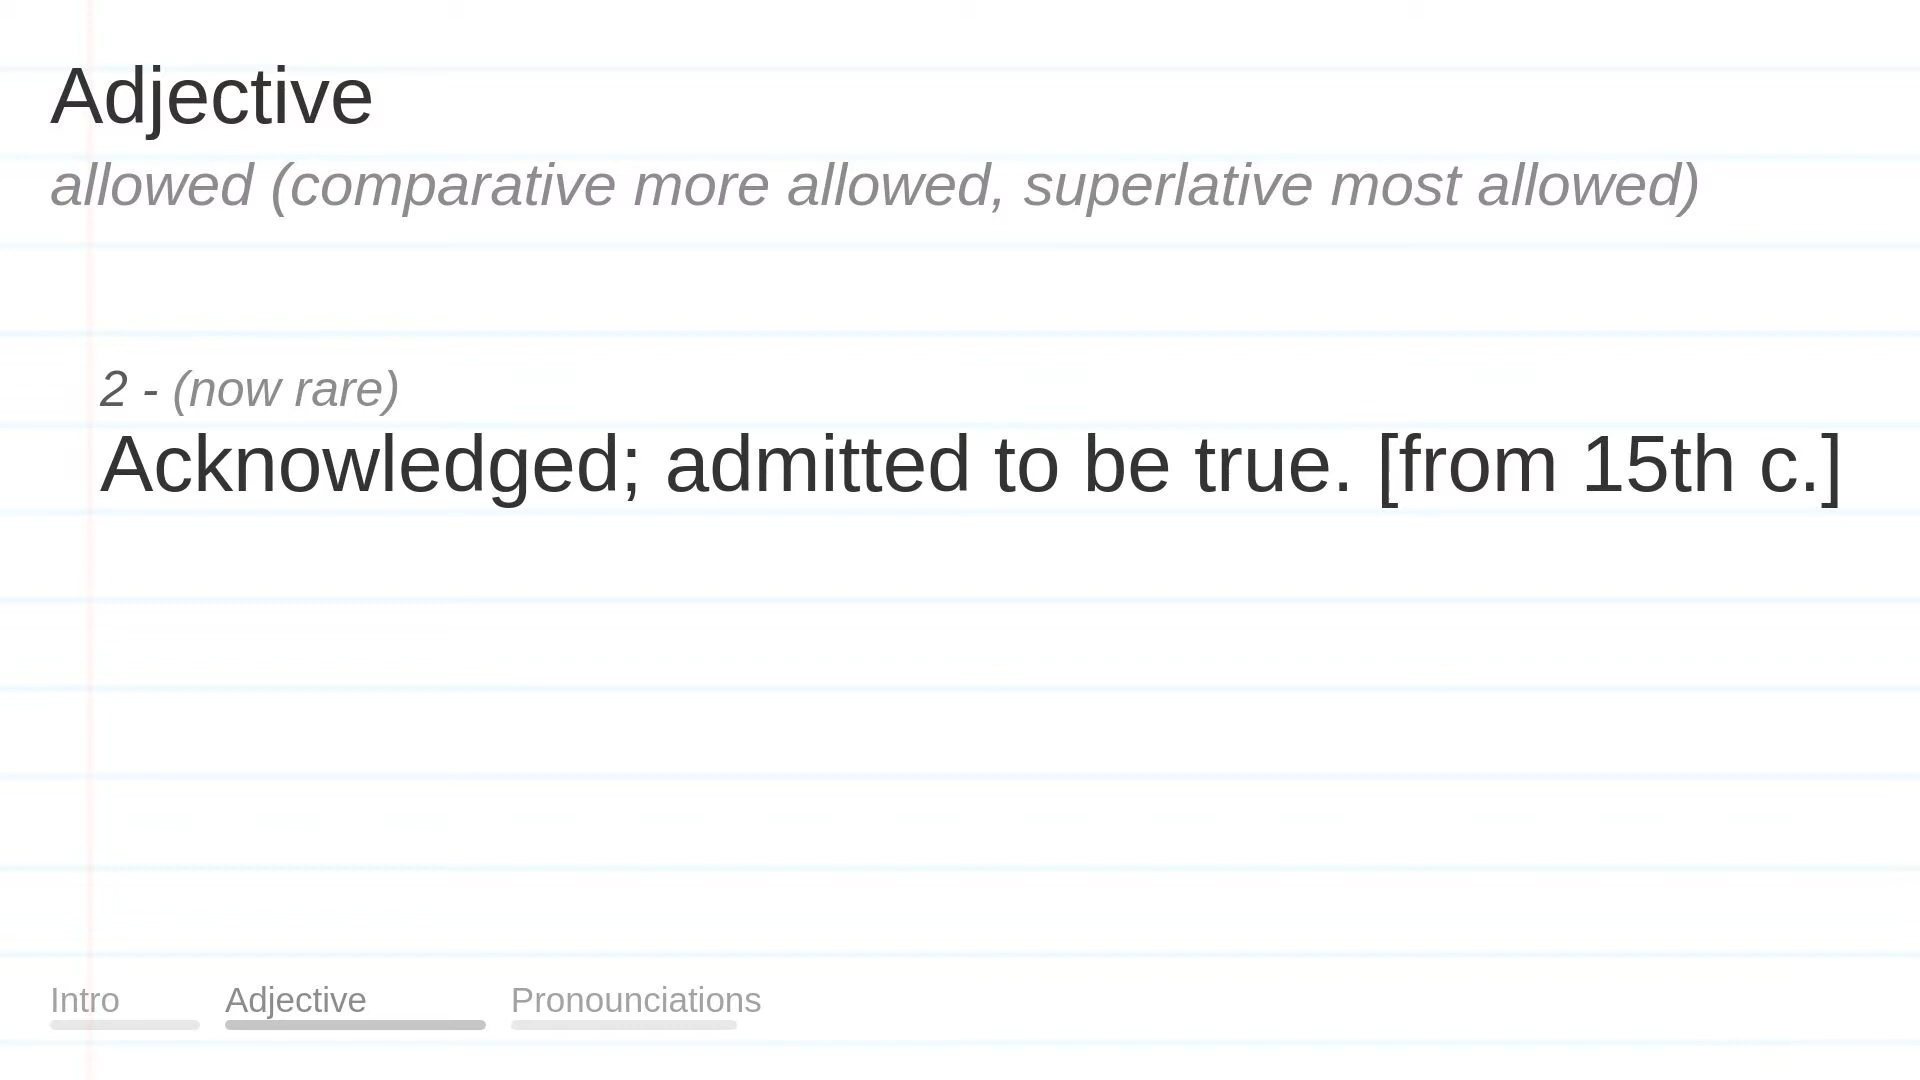 Adjective
allowed (comparative more allowed, superlative most allowed)
2 - (now rare)
Acknowledged; admitted to be true. [from 15th c.]
Intro Adjective Pronounciations